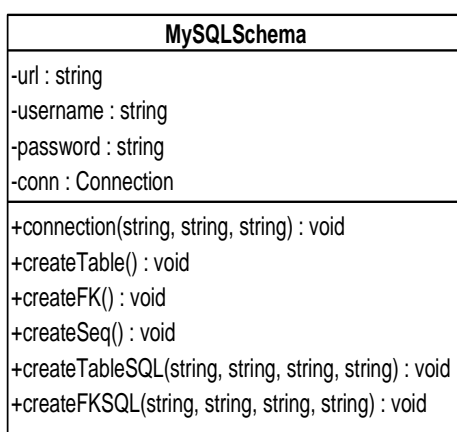 MySQLSchema
-url : string
-username : string
-password : string
-conn : Connection
+connection(string, string, string) : void
+createTable() : void
+createFK() : void
+createSeq() : void
+createTableSQL(string, string, string, string) : void
+createFKSQL(string, string, string, string) : void